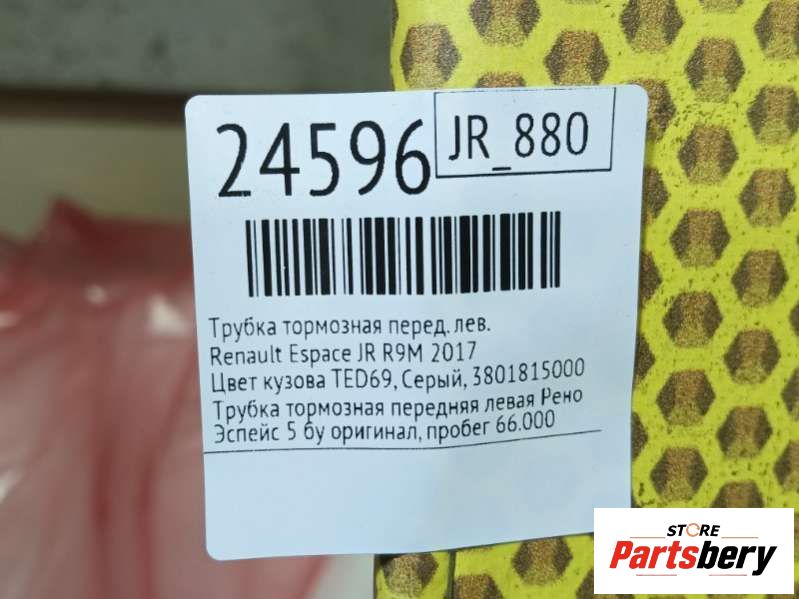 24596
JR_880
Трубка тормозная перед. лев.
Renault Espace JR R9M 2017
Цвет кузова TED69, Серый, 3801815000
Трубка тормозная передняя левая Рено
Эспейс 5 бу оригинал, пробег 66.000
STORE
Partsbery